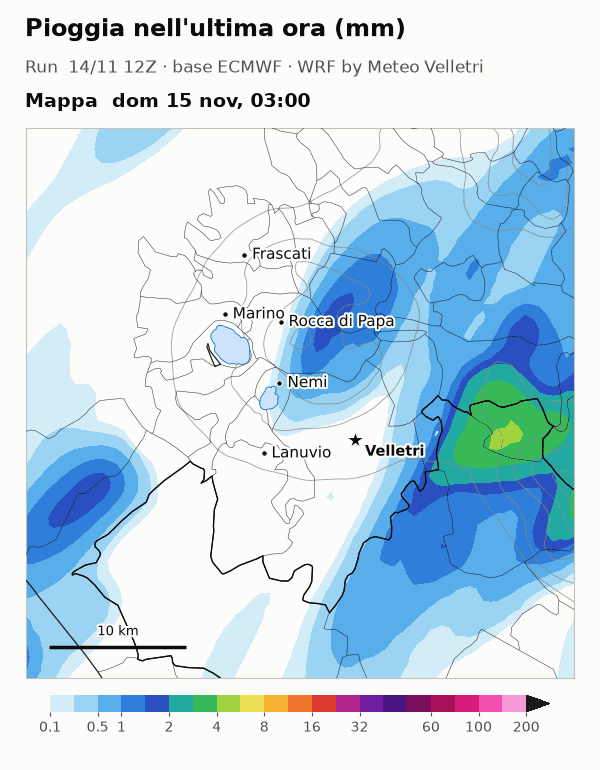 Pioggia nell'ultima ora (mm)
Run  14/11 12Z · base ECMWF · WRF by Meteo Velletri
Mappa  dom 15 nov, 03:00
Frascati
Marino
Rocca di Papa
Nemi
Velletri
Lanuvio
10 km
0.1 0.5 1 2 4 8 16 32 60 100 200